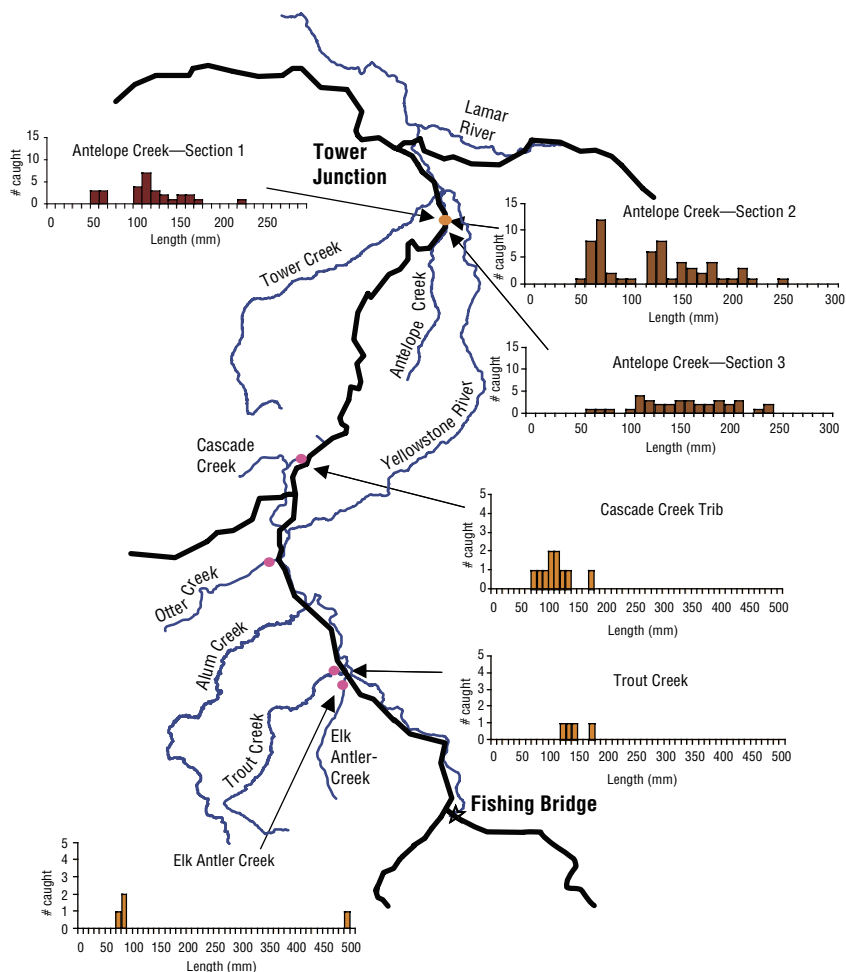 Lamar
River
15
10
5
0
# caught
Antelope Creek—Section 1
0 50 100 150 200 250
Length (mm)
Tower
Junction
15
10
5
0
# caught
Antelope Creek—Section 2
0 50 100 150 200 250 300
Length (mm)
Tower Creek
Antelope Creek
15
10
5
0
# caught
Antelope Creek—Section 3
0 50 100 150 200 250 300
Length (mm)
Yellowstone River
Cascade
Creek
5
4
3
2
1
0
# caught
Cascade Creek Trib
0 50 100 150 200 250 300 350 400 450 500
Length (mm)
Otter Creek
Alum Creek
5
4
3
2
1
0
# caught
Trout Creek
0 50 100 150 200 250 300 350 400 450 500
Length (mm)
Trout Creek
Elk
Antler-
Creek
Fishing Bridge
Elk Antler Creek
5
4
3
2
1
0
# caught
0 50 100 150 200 250 300 350 400 450 500
Length (mm)